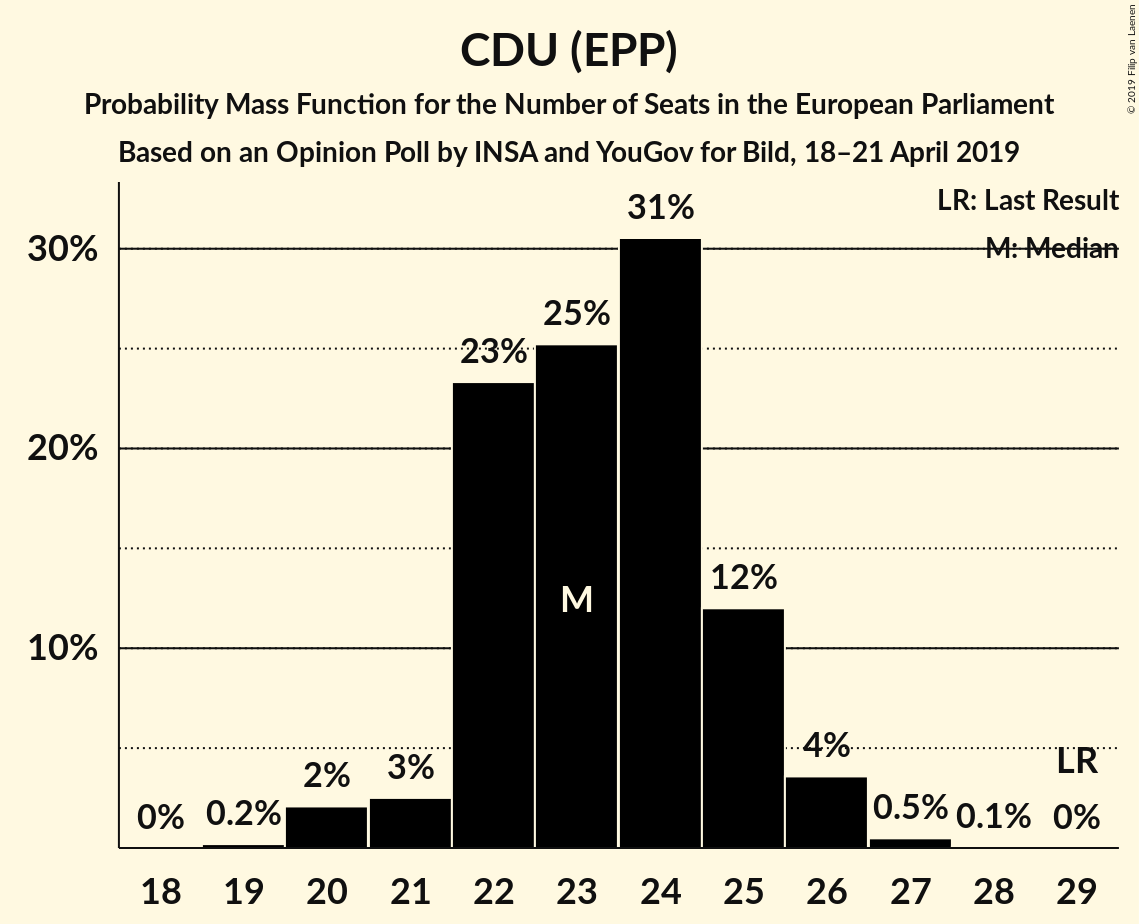 CDU (EPP)
Probability Mass Function for the Number of Seats in the European Parliament
Based on an Opinion Poll by INSA and YouGov for Bild, 18–21 April 2019
© 2019 Filip van Laenen
LR: Last Result
M: Median
30%
20%
10%
0%
0.2%
2%
3%
23%
25%
31%
12%
4%
0.5%
0.1%
0%
M
LR
18 19 20 21 22 23 24 25 26 27 28 29